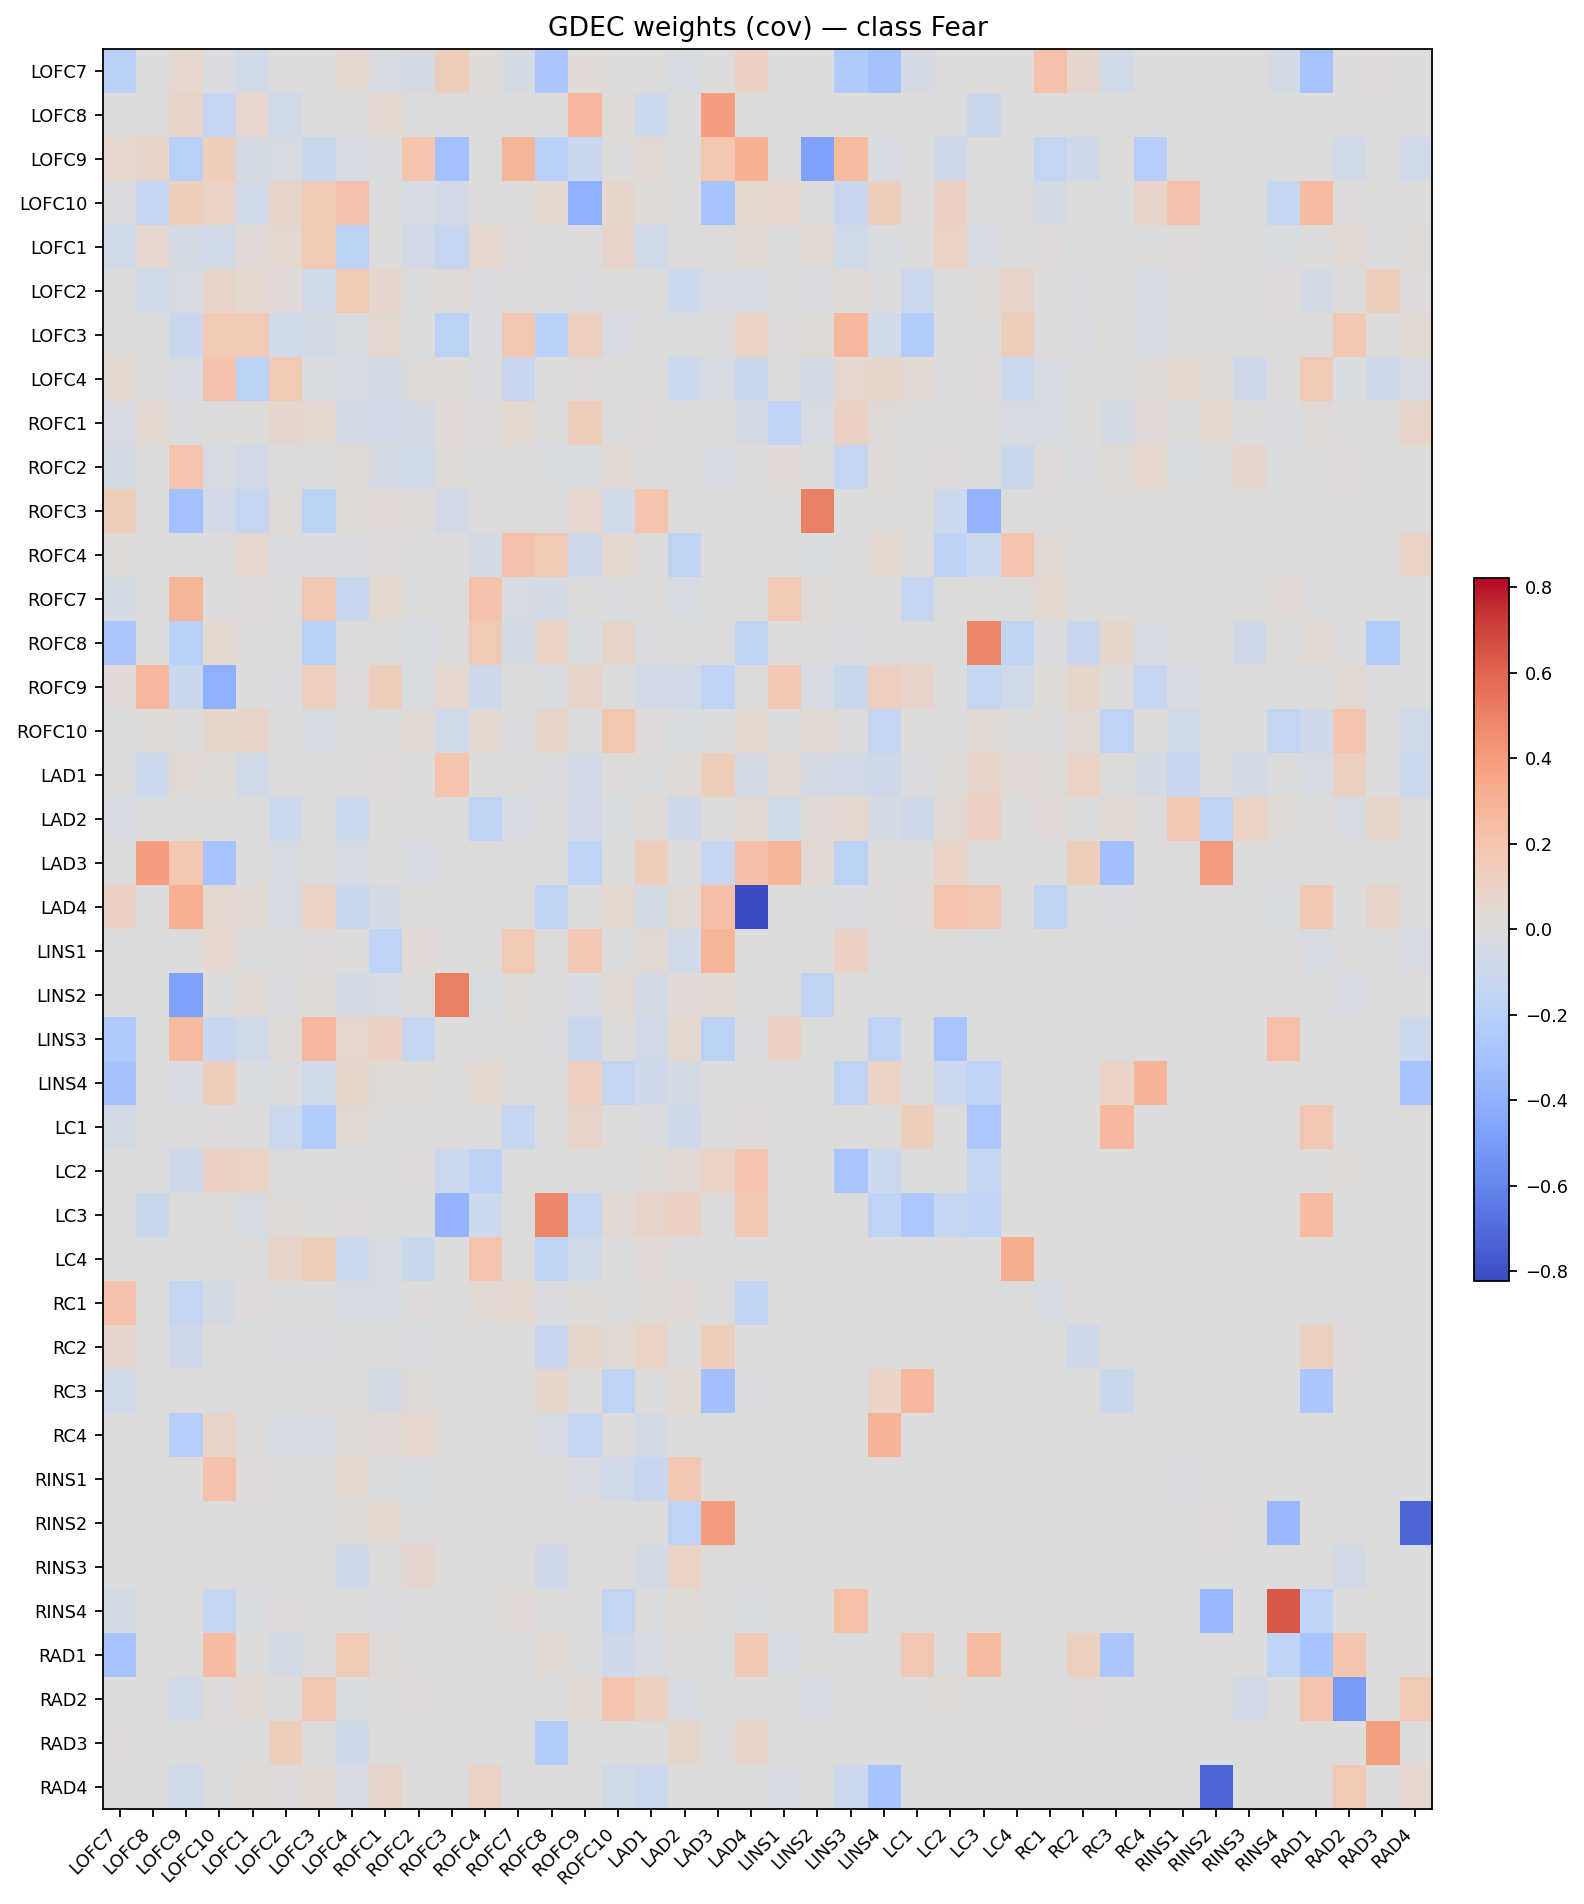 GDEC weights (cov) — class Fear
LOFC7
LOFC8
LOFC9
LOFC10
LOFC1
LOFC2
LOFC3
LOFC4
ROFC1
ROFC2
ROFC3
ROFC4
ROFC7
ROFC8
ROFC9
ROFC10
LAD1
LAD2
LAD3
LAD4
LINS1
LINS2
LINS3
LINS4
LC1
LC2
LC3
LC4
RC1
RC2
RC3
RC4
RINS1
RINS2
RINS3
RINS4
RAD1
RAD2
RAD3
RAD4
LOFC7 LOFC8 LOFC9 LOFC10 LOFC1 LOFC2 LOFC3 LOFC4 ROFC1 ROFC2 ROFC3 ROFC4 ROFC7 ROFC8 ROFC9 ROFC10 LAD1 LAD2 LAD3 LAD4 LINS1 LINS2 LINS3 LINS4 LC1 LC2 LC3 LC4 RC1 RC2 RC3 RC4 RINS1 RINS2 RINS3 RINS4 RAD1 RAD2 RAD3 RAD4
0.8
0.6
0.4
0.2
0.0
−0.2
−0.4
−0.6
−0.8